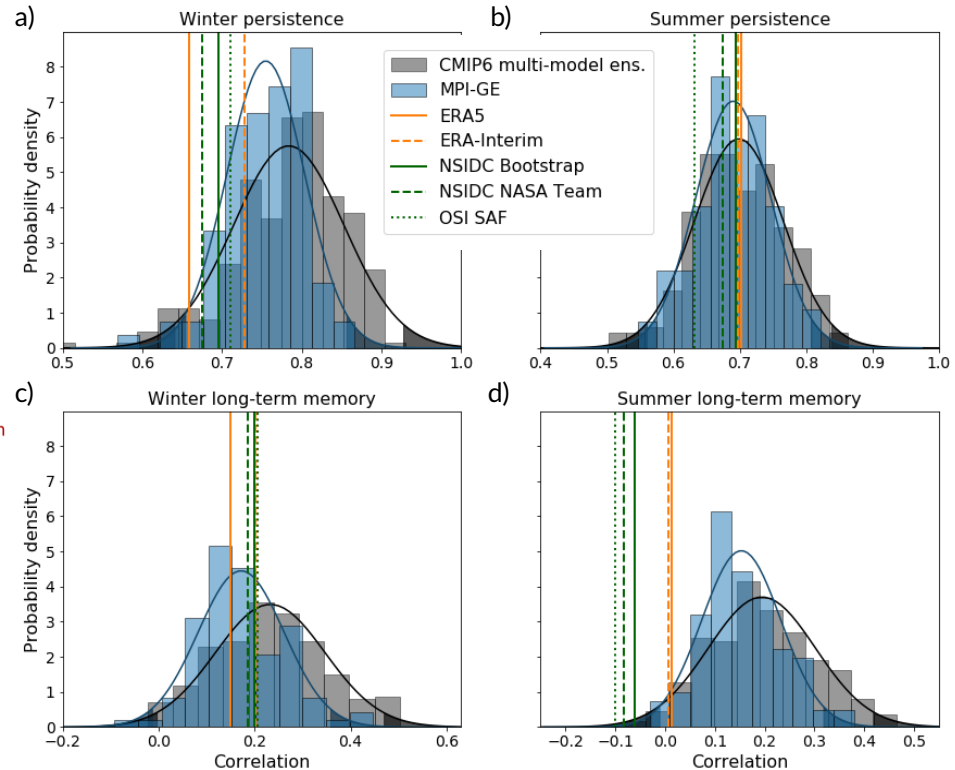 a)
Winter persistence
b)
Summer persistence
CMIP6 multi-model ens.
MPI-GE
ERA5
ERA-Interim
NSIDC Bootstrap
NSIDC NASA Team
OSI SAF
Probability density
8
7
6
5
4
3
2
1
0
0.5 0.6 0.7 0.8 0.9 1.0
0.4 0.6 0.7 0.8 0.9 1.0
c)
Winter long-term memory
d)
Summer long-term memory
n
Probability density
8
7
6
5
4
3
2
1
0
-0.2 0.0 0.2 0.4 0.6
-0.2 -0.1 0.0 0.1 0.2 0.3 0.4 0.5
Correlation
Correlation